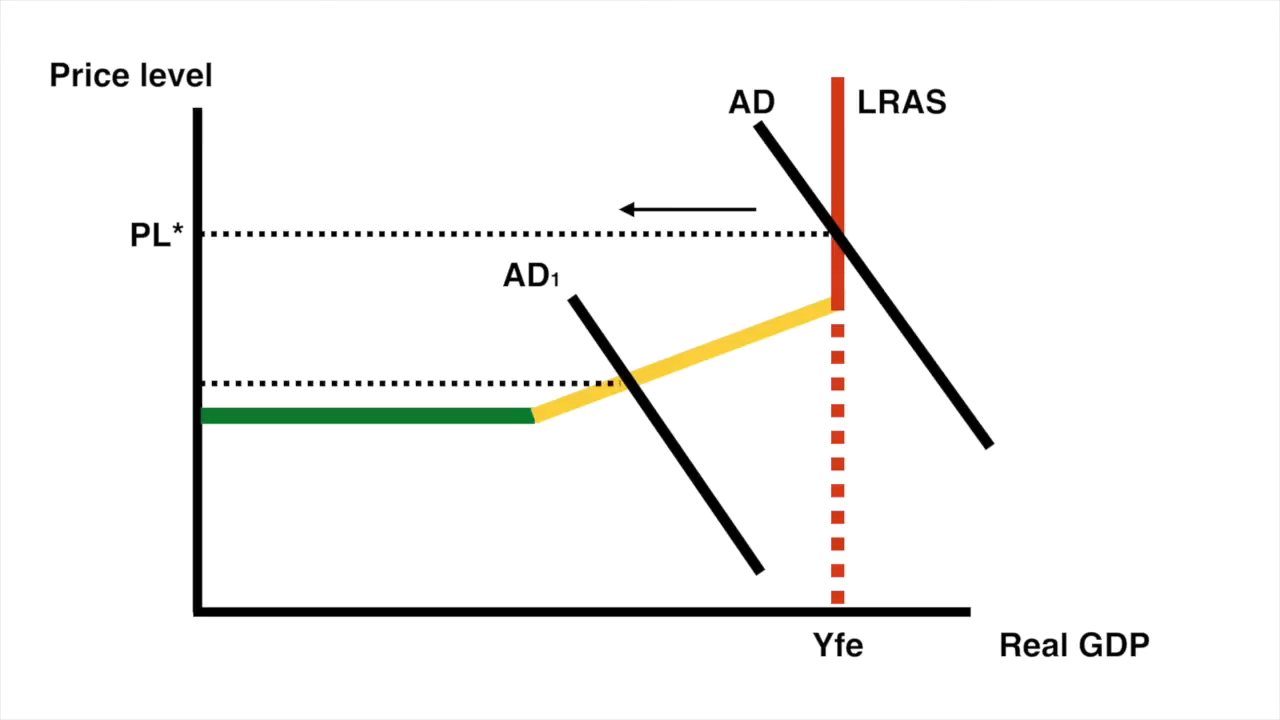 Price level
AD
LRAS
PL*
AD₁
Yfe
Real GDP